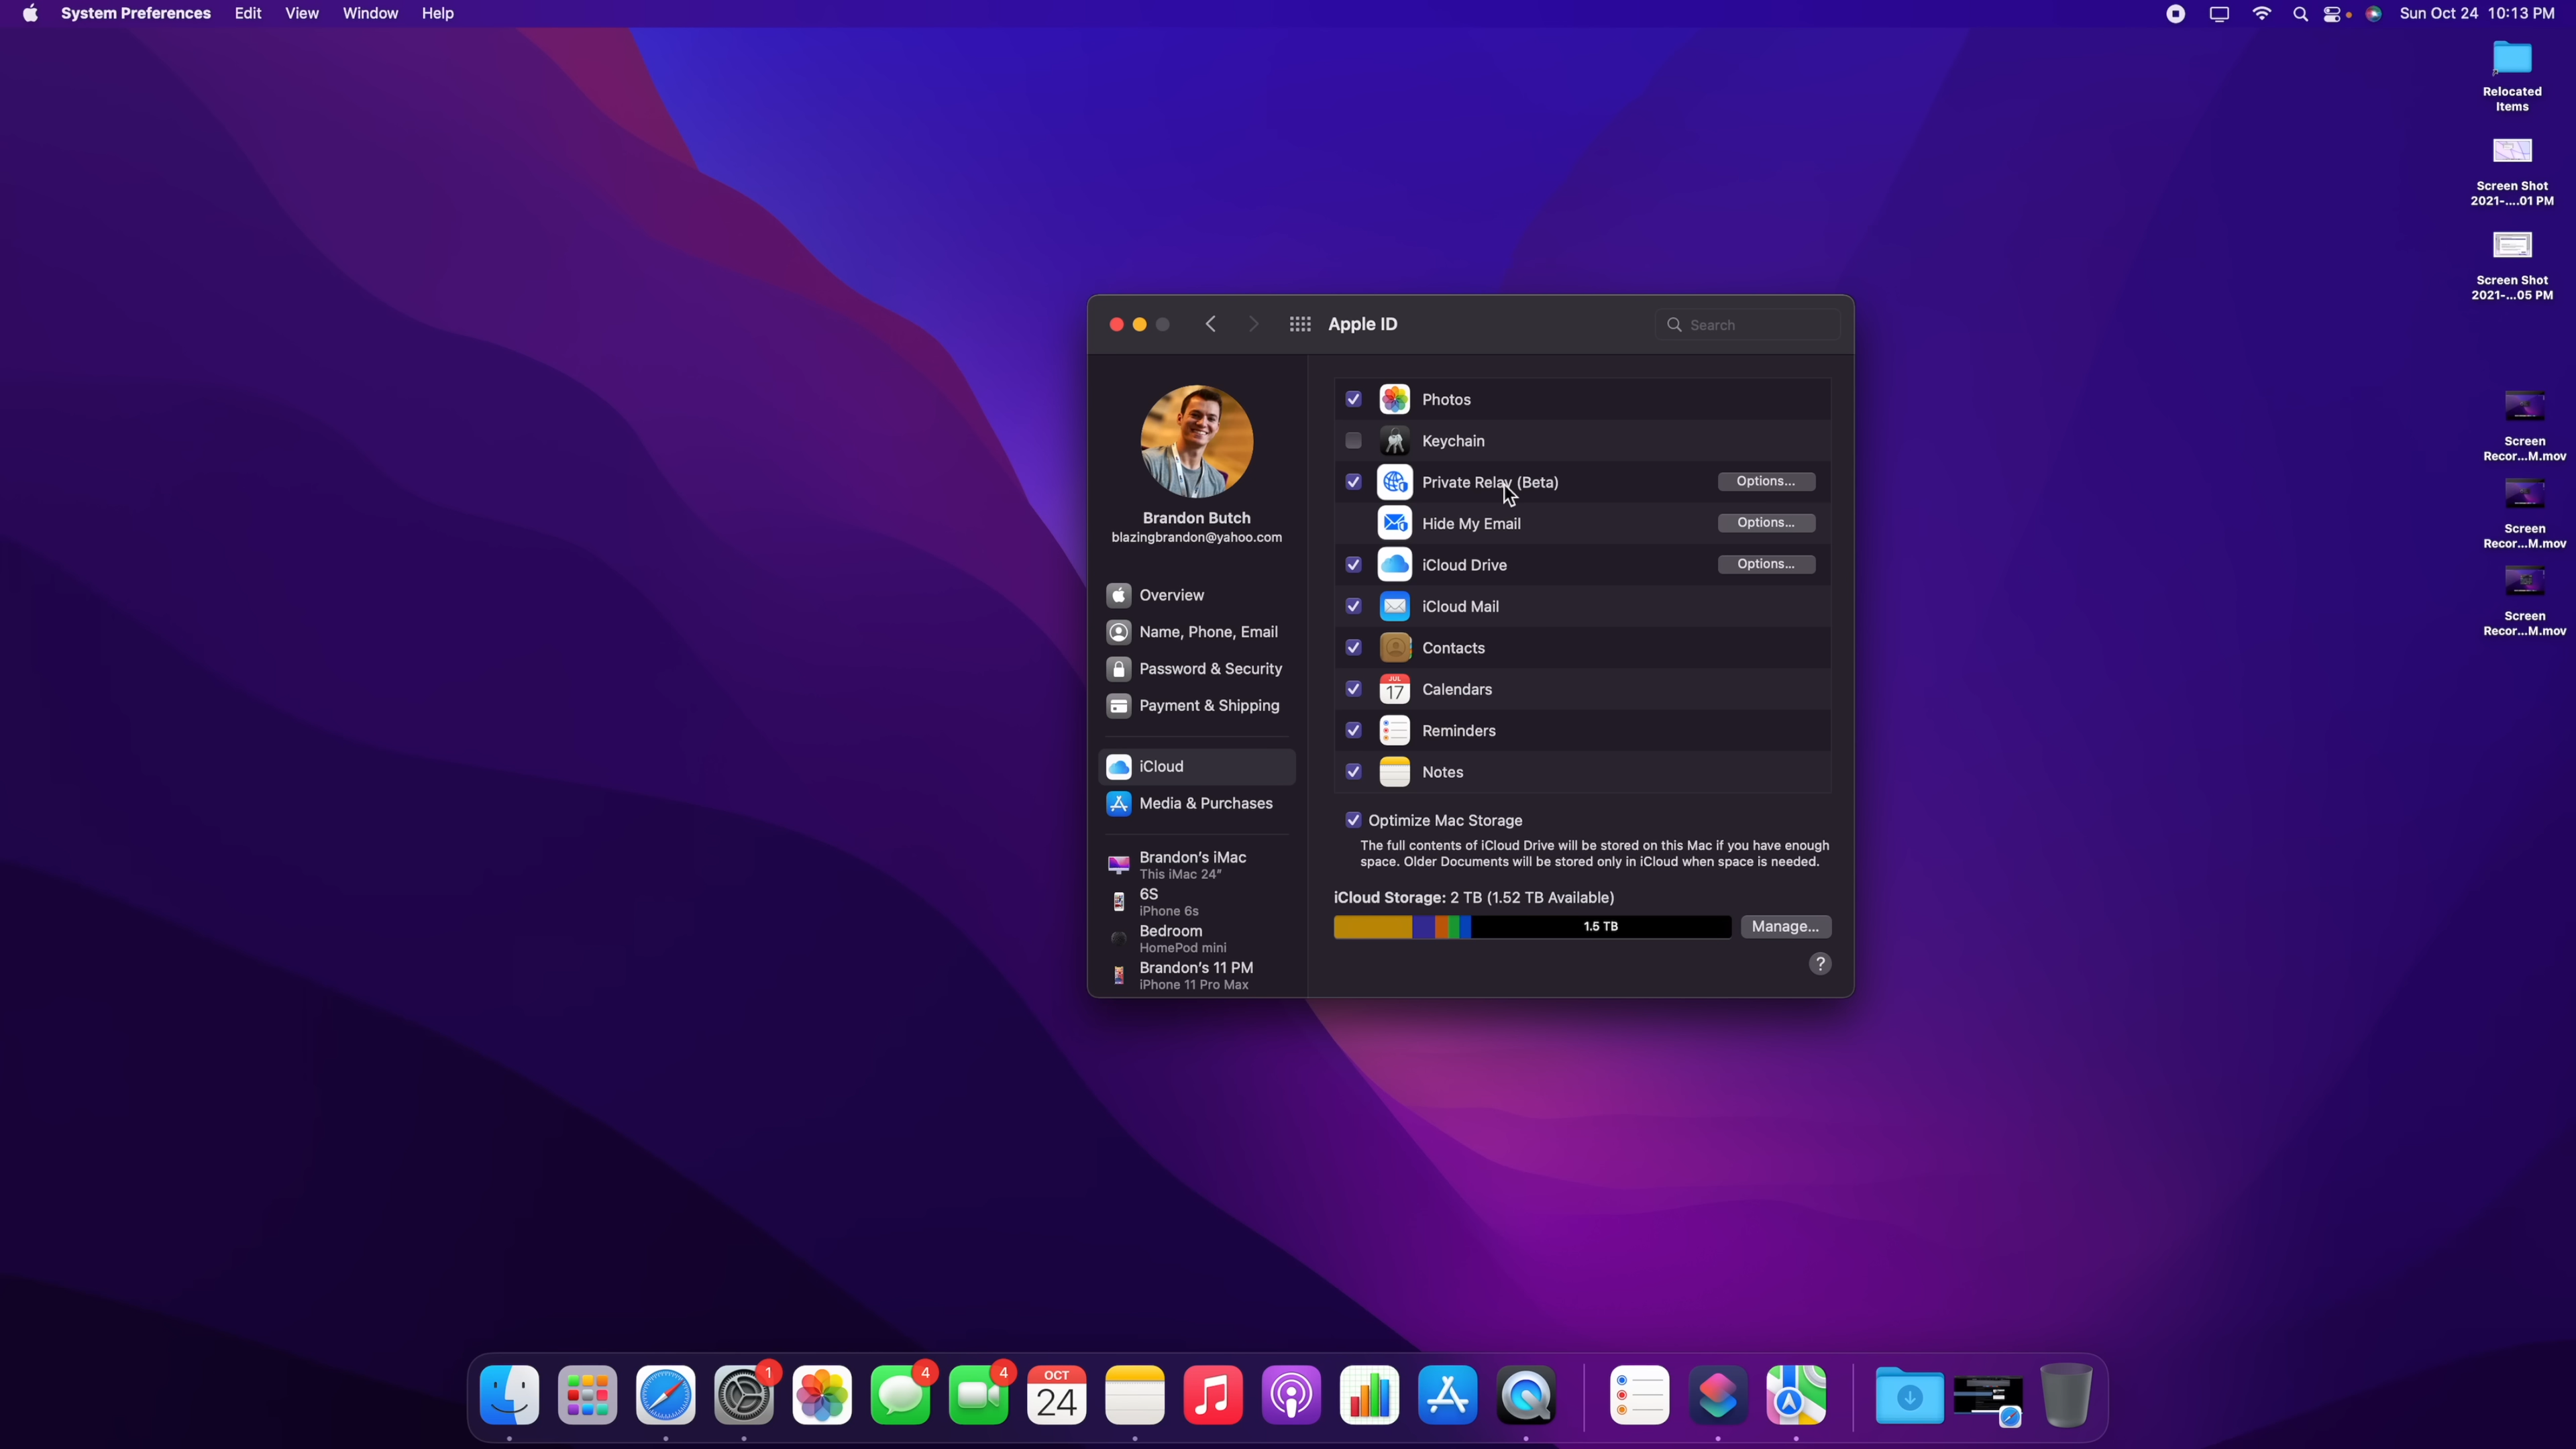 System Preferences Edit View Window Help
Sun Oct 24 10:13 PM
Relocated
Items
Screen Shot
2021-....01 PM
Screen Shot
2021-...05 PM
Screen
Recor...M.mov
Screen
Recor...M.mov
Screen
Recor...M.mov
Apple ID
Search
Brandon Butch
blazingbrandon@yahoo.com
Overview
Name, Phone, Email
Password & Security
Payment & Shipping
iCloud
Media & Purchases
Brandon's iMac
This iMac 24"
6S
iPhone 6s
Bedroom
HomePod mini
Brandon's 11 PM
iPhone 11 Pro Max
Photos
Keychain
Private Relay (Beta) Options...
Hide My Email Options...
iCloud Drive Options...
iCloud Mail
Contacts
JUL
17
Calendars
Reminders
Notes
Optimize Mac Storage
The full contents of iCloud Drive will be stored on this Mac if you have enough
space. Older Documents will be stored only in iCloud when space is needed.
iCloud Storage: 2 TB (1.52 TB Available)
1.5 TB Manage...
?
1
4
4
OCT
24